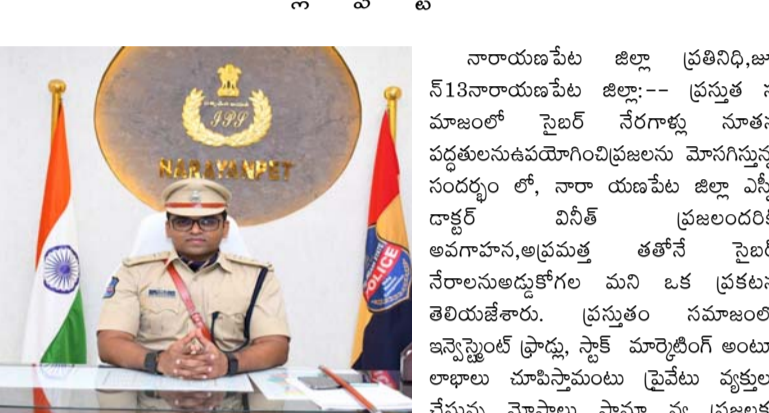 IPS
NARAYANPET
POLICE
నారాయణపేట జిల్లా ప్రతినిధి,జూ
న్13నారాయణపేట జిల్లా:-- ప్రస్తుత స
మాజంలో సైబర్ నేరగాళ్లు నూతన
పద్ధతులనుఉపయోగించిప్రజలను మోసగిస్తున్న
సందర్భం లో, నారా యణపేట జిల్లా ఎస్పీ
డాక్టర్ వినీత్ ప్రజలందరికి
అవగాహన,అప్రమత్త తతోనే సైబర్
నేరాలనుఅడ్డుకోగల మని ఒక ప్రకటన
తెలియజేశారు. ప్రస్తుతం సమాజంలో
ఇన్వెస్ట్మెంట్ ఫ్రాడ్లు, స్టాక్ మార్కెటింగ్ అంటూ
లాభాలు చూపిస్తామంటు ప్రైవేటు వ్యక్తుల
చేస్తున్న మోసాలు సామా న్య